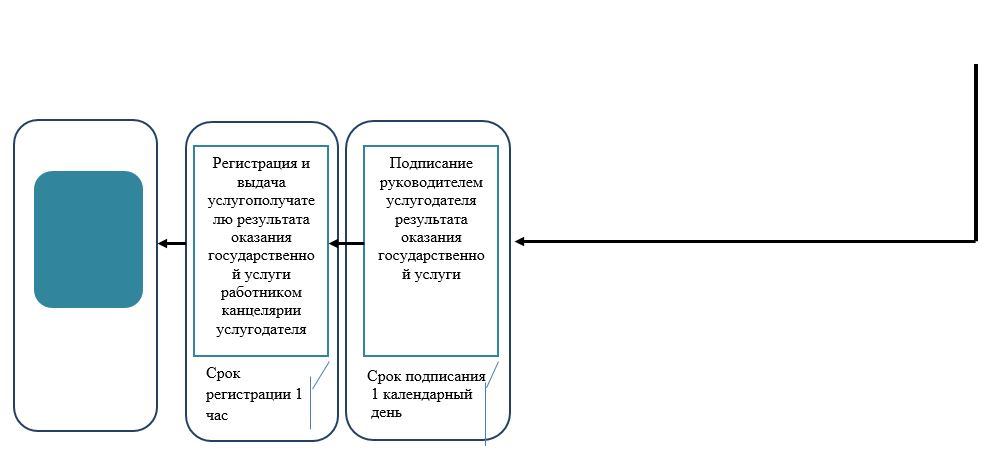 Регистрация и
выдача
услугополучате
лю результата
оказания
государственно
й услуги
работником
канцелярии
услугодателя
Срок
регистрации 1
час
Подписание
руководителем
услугодателя
результата
оказания
государственно
й услуги
Срок подписания
1 календарный
день